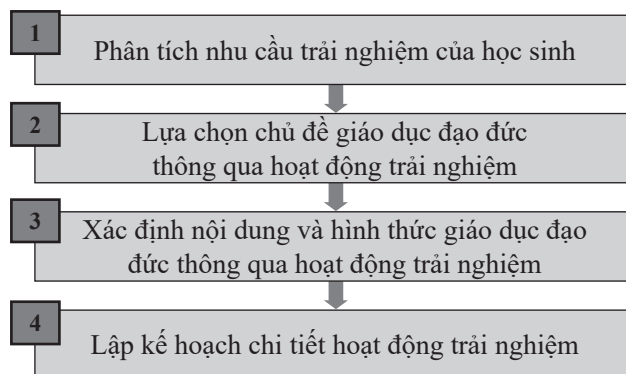 1
Phân tích nhu cầu trải nghiệm của học sinh
2
Lựa chọn chủ đề giáo dục đạo đức
thông qua hoạt động trải nghiệm
3
Xác định nội dung và hình thức giáo dục đạo
đức thông qua hoạt động trải nghiệm
4
Lập kế hoạch chi tiết hoạt động trải nghiệm